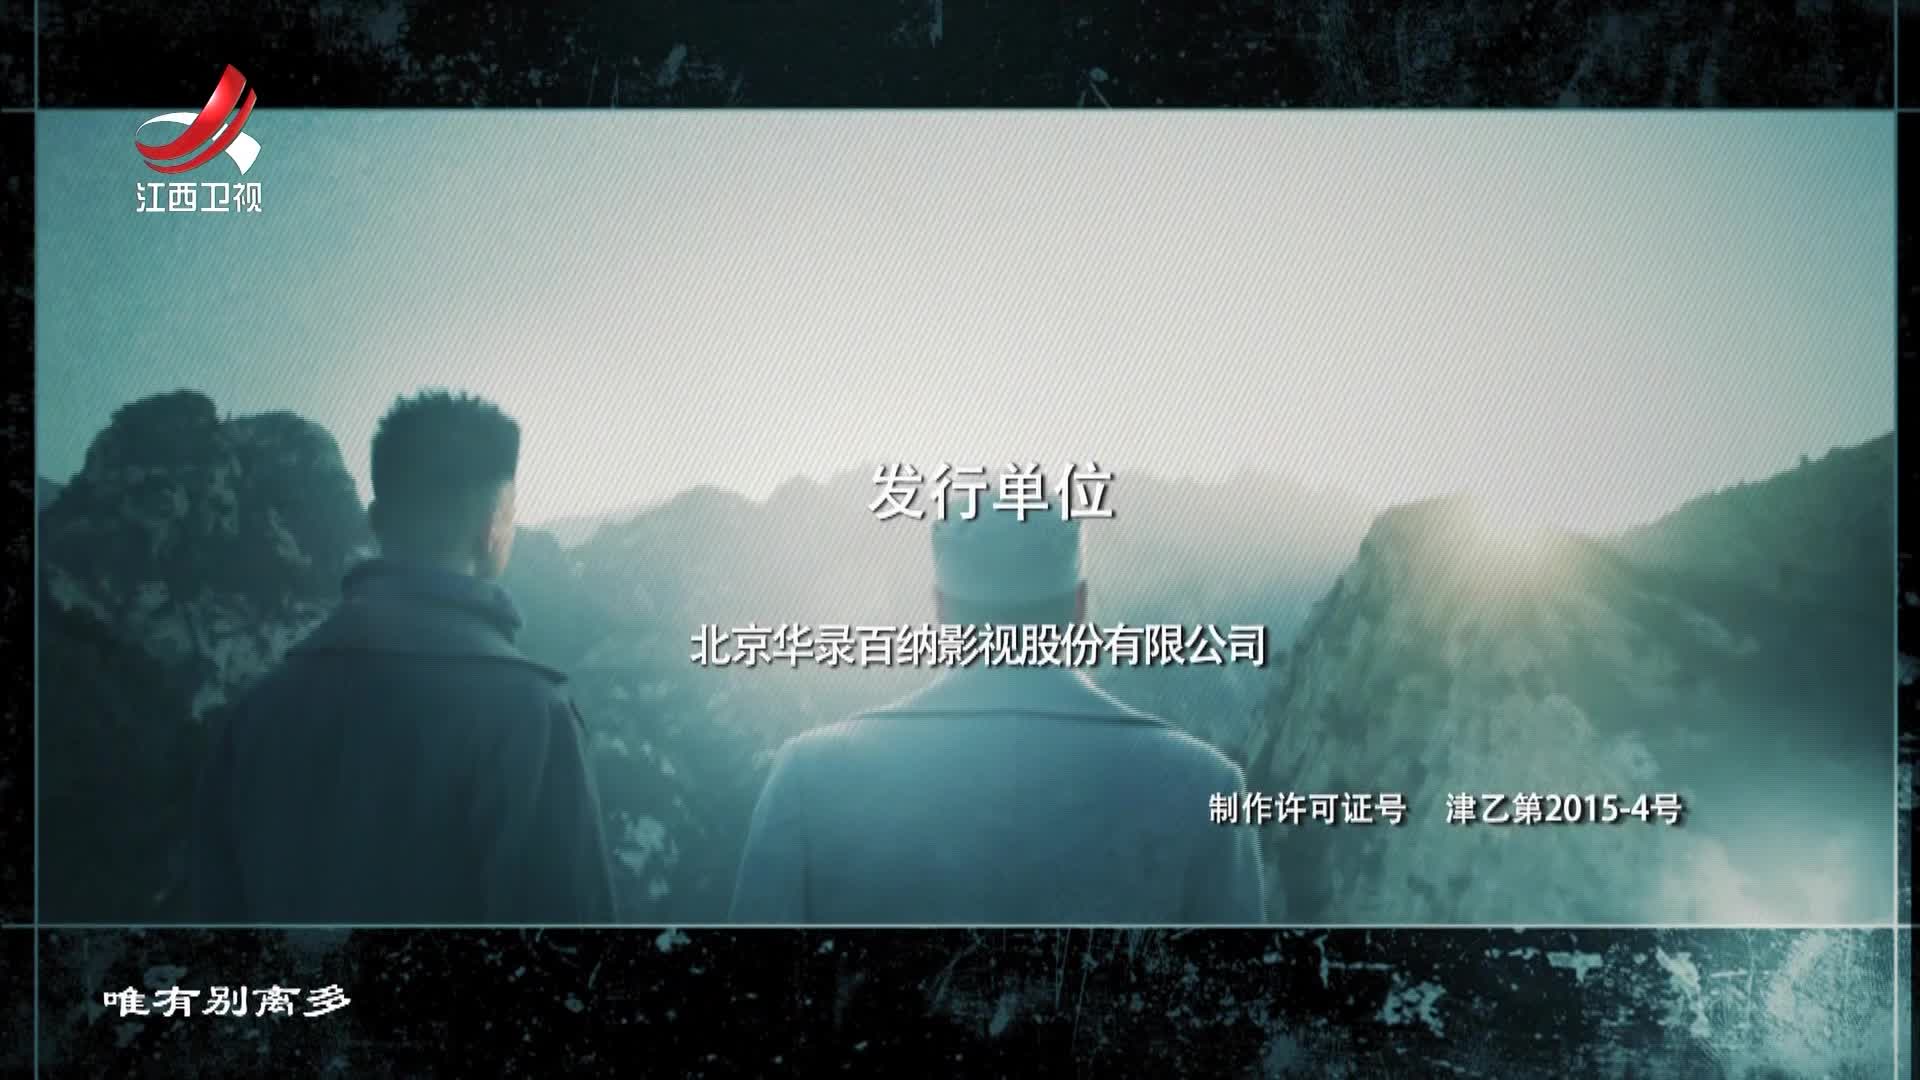 江西卫视
发行单位
北京华录百纳影视股份有限公司
制作许可证号 津乙第2015-4号
唯有别离多